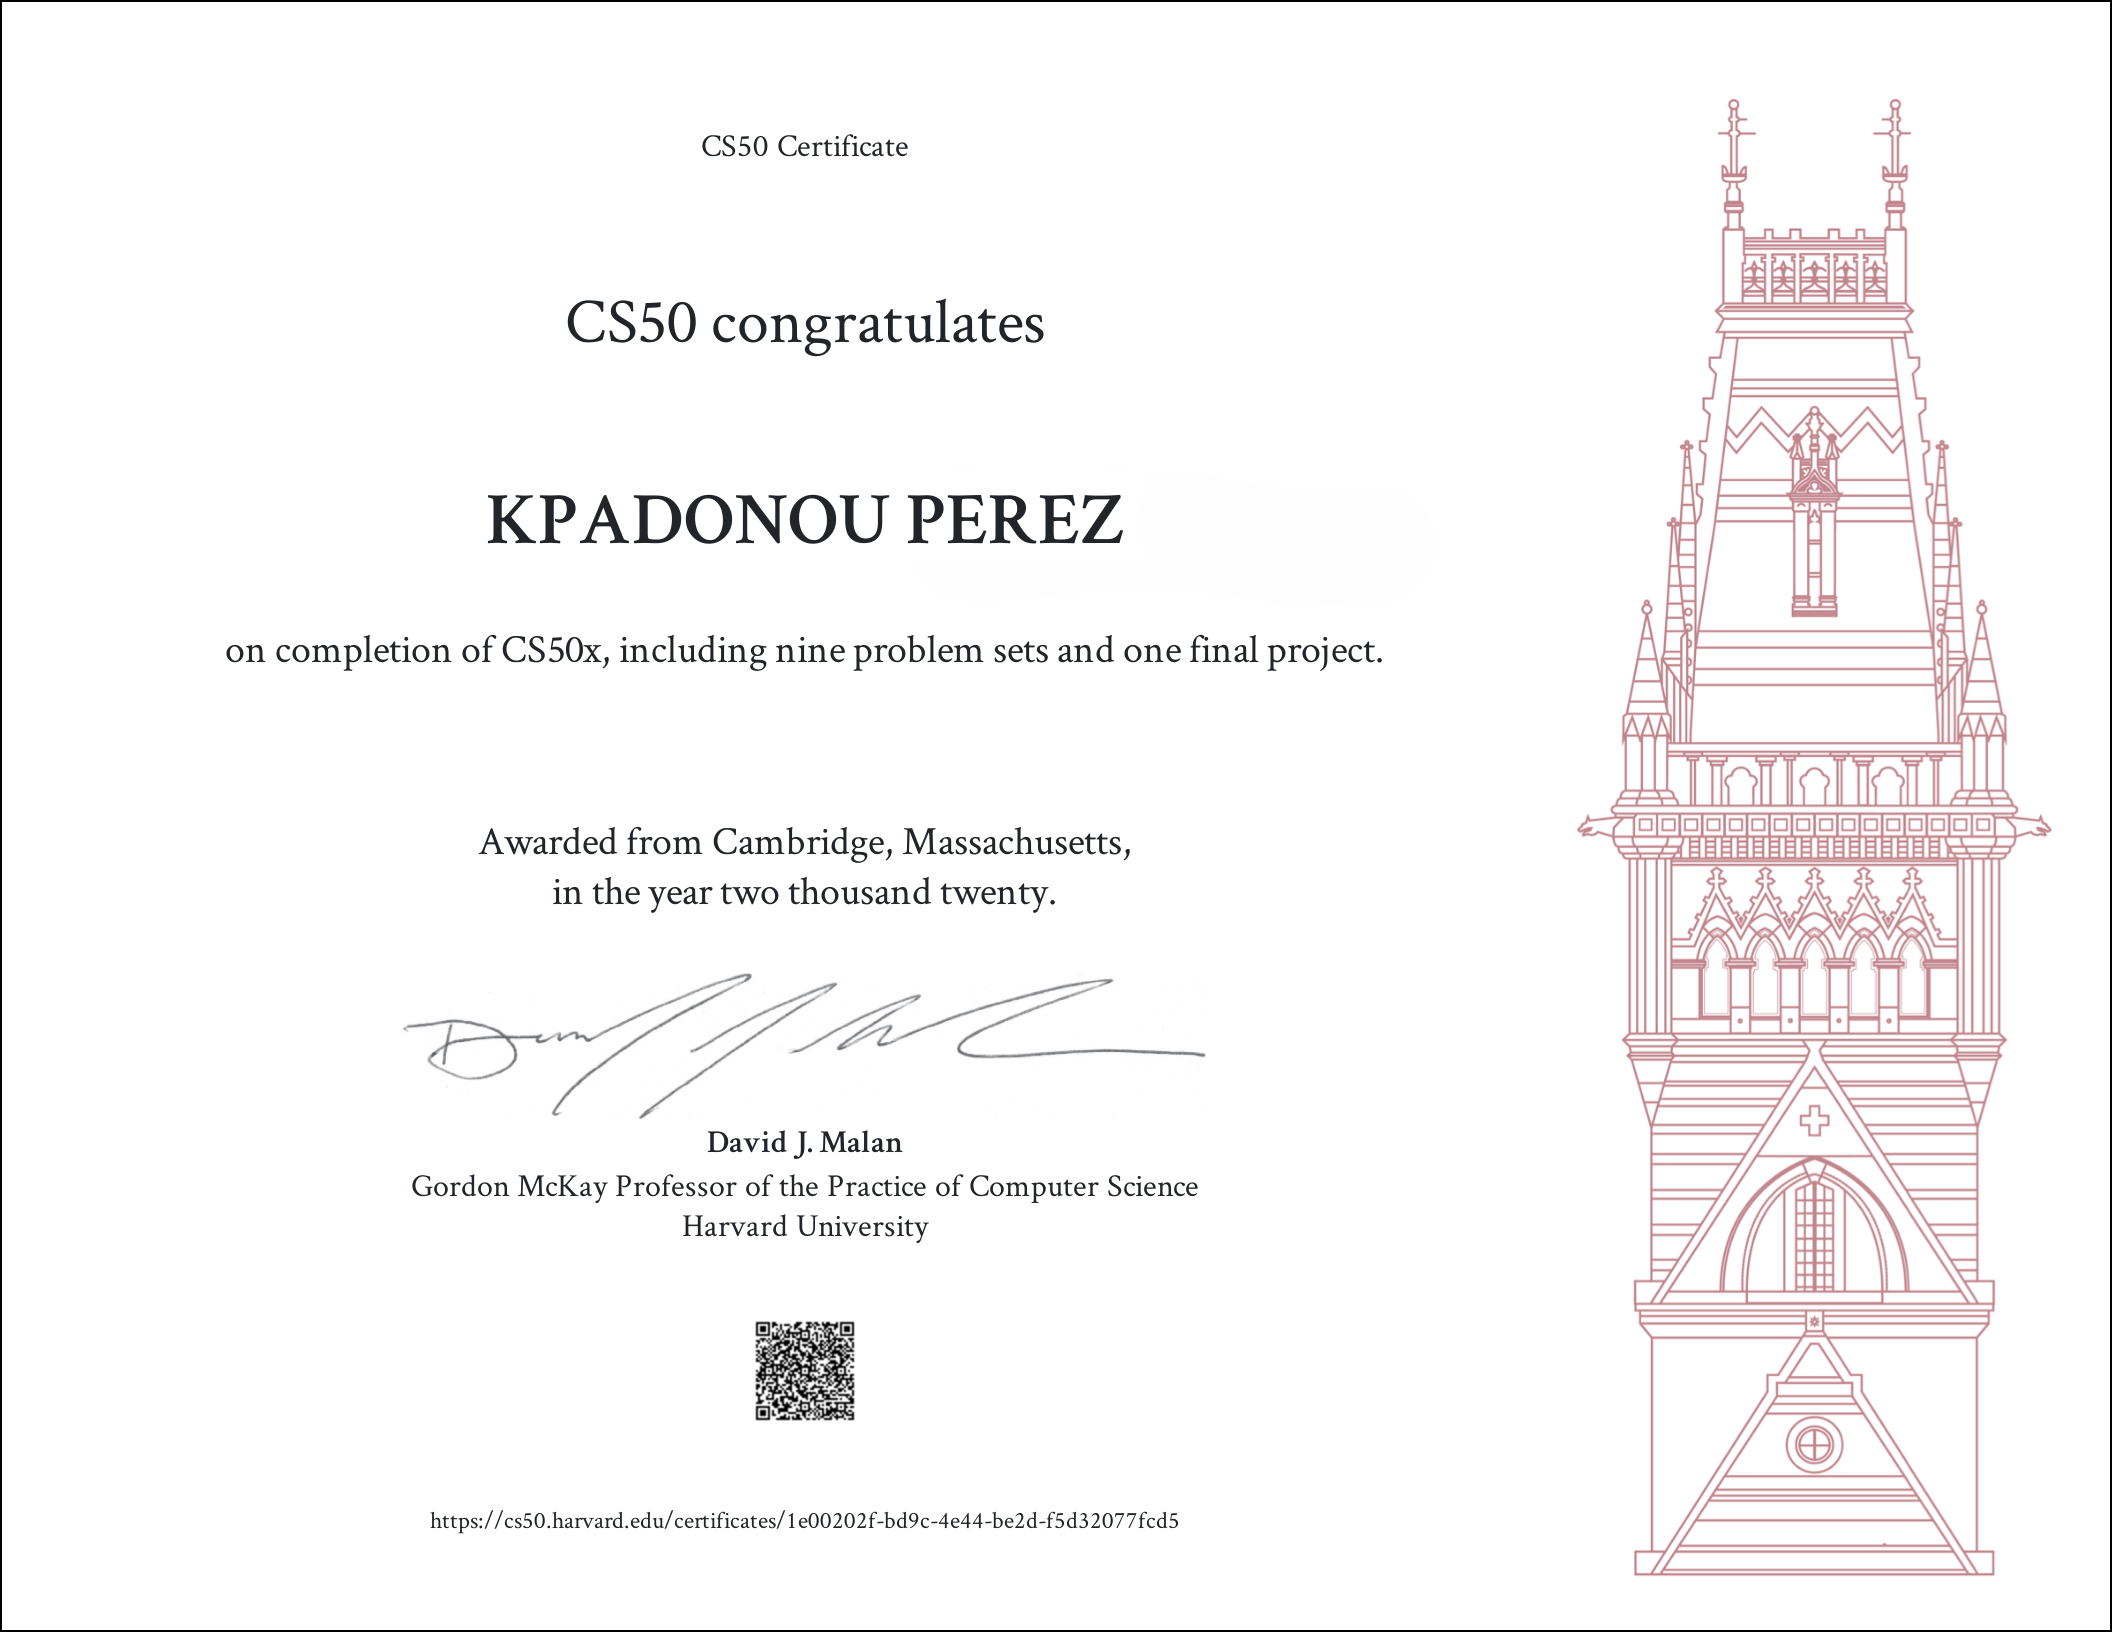 CS50 Certificate
CS50 congratulates
KPADONOU PEREZ
on completion of CS50x, including nine problem sets and one final project.
Awarded from Cambridge, Massachusetts,
in the year two thousand twenty.
David J. Malan
Gordon McKay Professor of the Practice of Computer Science
Harvard University
https://cs50.harvard.edu/certificates/1e00202f-bd9c-4e44-be2d-f5d32077fcd5